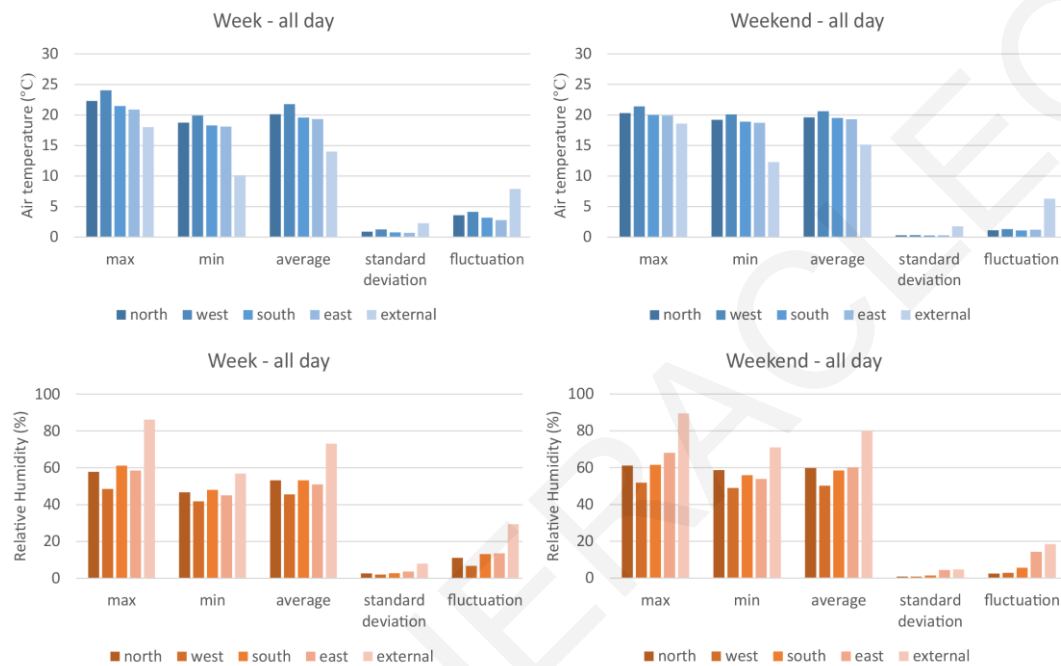 Week - all day
30
25
20
15
10
5
0
Air temperature (°C)
max
min
average
standard deviation
fluctuation
north
west
south
east
external
Weekend - all day
30
25
20
15
10
5
0
Air temperature (°C)
max
min
average
standard deviation
fluctuation
north
west
south
east
external
Week - all day
100
80
60
40
20
0
Relative Humidity (%)
max
min
average
standard deviation
fluctuation
north
west
south
east
external
Weekend - all day
100
80
60
40
20
0
Relative Humidity (%)
max
min
average
standard deviation
fluctuation
north
west
south
east
external